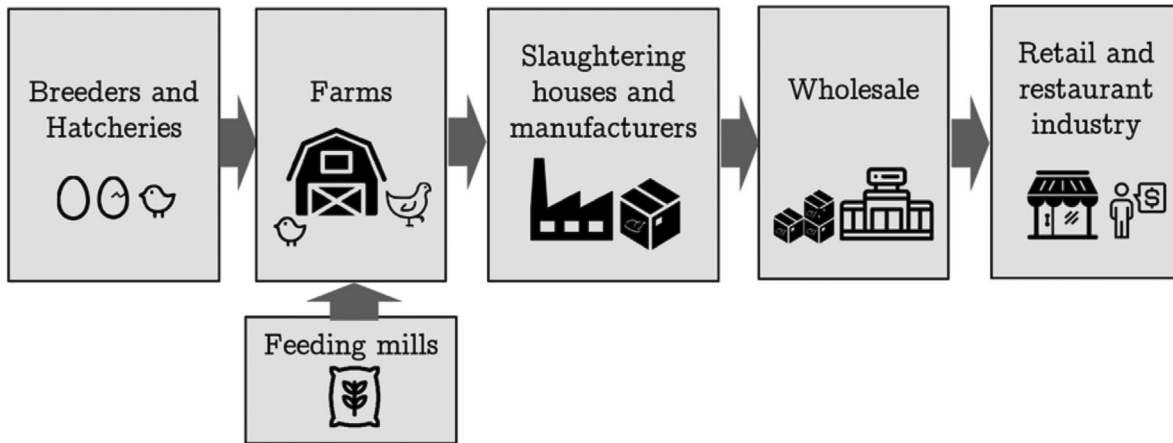 Breeders and
Hatcheries
Farms
Slaughtering
houses and
manufacturers
Wholesale
Retail and
restaurant
industry
$
Feeding mills